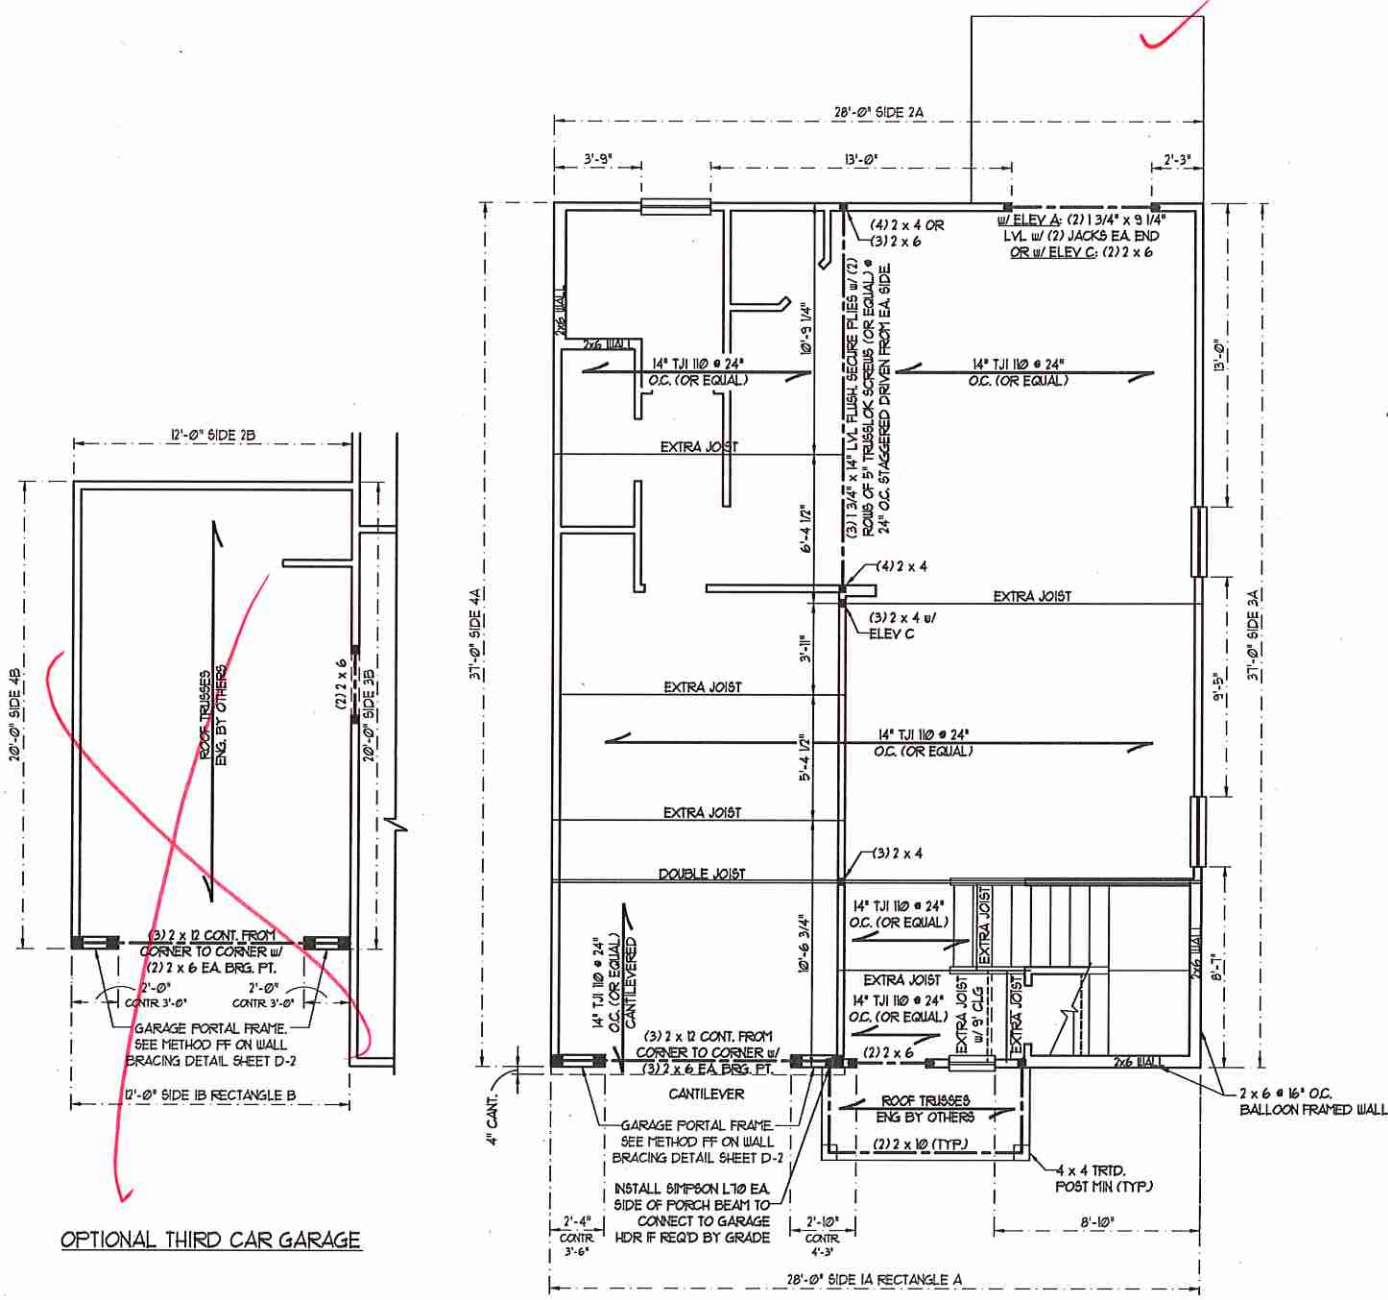 28'-0" SIDE 2A
3'-9"
13'-0"
2'-3"
(4) 2 x 4 OR
(3) 2 x 6
w/ ELEV A: (2) 1 3/4" x 9 1/4"
LVL w/ (2) JACKS EA. END
OR w/ ELEV C: (2) 2 x 6
2x6 WALL
2x6 WALL
10'-9 1/4"
(3) 1 3/4" x 14" LVL FLUSH. SECURE PLIES w/ (2)
ROWS OF 5" TRUSSLOK SCREWS (OR EQUAL) @
24" O.C. STAGGERED DRIVEN FROM EA. SIDE.
14" TJI 110 @ 24"
O.C. (OR EQUAL)
14" TJI 110 @ 24"
O.C. (OR EQUAL)
13'-0"
EXTRA JOIST
6'-4 1/2"
(4) 2 x 4
EXTRA JOIST
(3) 2 x 4 w/
ELEV C
37'-0" SIDE 4A
37'-0" SIDE 3A
3'-11"
9'-5"
EXTRA JOIST
14" TJI 110 @ 24"
O.C. (OR EQUAL)
5'-4 1/2"
EXTRA JOIST
(3) 2 x 4
DOUBLE JOIST
14" TJI 110 @ 24"
O.C. (OR EQUAL)
EXTRA JOIST
10'-6 3/4"
14" TJI 110 @ 24"
O.C. (OR EQUAL)
CANTILEVERED
2x6 WALL
8'-7"
EXTRA JOIST
14" TJI 110 @ 24"
O.C. (OR EQUAL)
EXTRA JOIST
w/ 9' CLG
EXTRA JOIST
(3) 2 x 12 CONT. FROM
CORNER TO CORNER w/
(3) 2 x 6 EA. BRG. PT.
(2) 2 x 6
2x6 WALL
4" CANT.
CANTILEVER
2 x 6 @ 16" O.C.
BALLOON FRAMED WALL
ROOF TRUSSES
ENG BY OTHERS
(2) 2 x 10 (TYP.)
GARAGE PORTAL FRAME.
SEE METHOD PF ON WALL
BRACING DETAIL SHEET D-2
4 x 4 TRTD.
POST MIN (TYP.)
INSTALL SIMPSON L70 EA.
SIDE OF PORCH BEAM TO
CONNECT TO GARAGE
HDR IF REQ'D BY GRADE
2'-4"
CONTR.
3'-6"
2'-10"
CONTR.
4'-3"
8'-10"
28'-0" SIDE 1A RECTANGLE A
12'-0" SIDE 2B
20'-0" SIDE 4B
20'-0" SIDE 3B
ROOF TRUSSES
ENG. BY OTHERS
(2) 2 x 6
(3) 2 x 12 CONT. FROM
CORNER TO CORNER w/
(2) 2 x 6 EA. BRG. PT.
2'-0"
CONTR. 3'-0"
2'-0"
CONTR. 3'-0"
GARAGE PORTAL FRAME.
SEE METHOD PF ON WALL
BRACING DETAIL SHEET D-2
12'-0" SIDE 1B RECTANGLE B
OPTIONAL THIRD CAR GARAGE